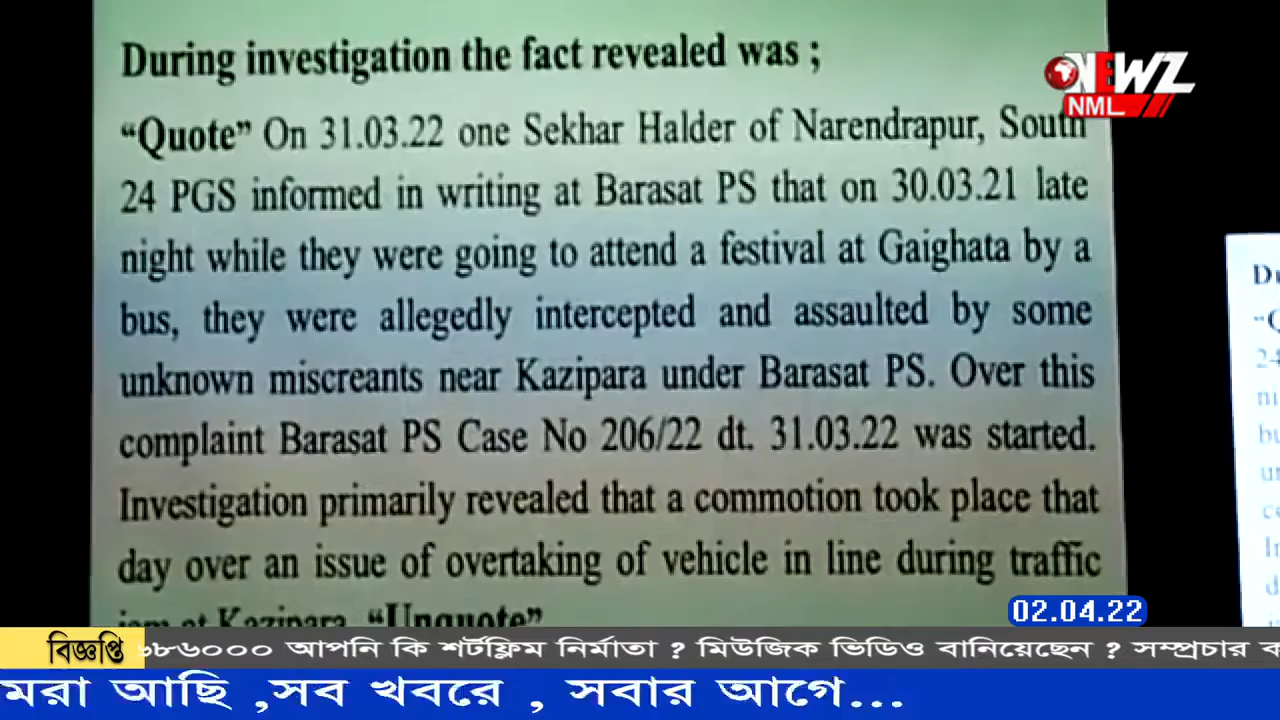 During investigation the fact revealed was ;
“Quote” On 31.03.22 one Sekhar Halder of Narendrapur, South
24 PGS informed in writing at Barasat PS that on 30.03.21 late
night while they were going to attend a festival at Gaighata by a
bus, they were allegedly intercepted and assaulted by some
unknown miscreants near Kazipara under Barasat PS. Over this
complaint Barasat PS Case No 206/22 dt. 31.03.22 was started.
Investigation primarily revealed that a commotion took place that
day over an issue of overtaking of vehicle in line during traffic
jam at Kazipara. “Unquote”
NEWZ
NML
02.04.22
বিজ্ঞপ্তি
৬৮৬০০০ আপনি কি শর্টফ্লিম নির্মাতা ? মিউজিক ভিডিও বানিয়েছেন ? সম্প্রচার ক
মরা আছি ,সব খবরে , সবার আগে...